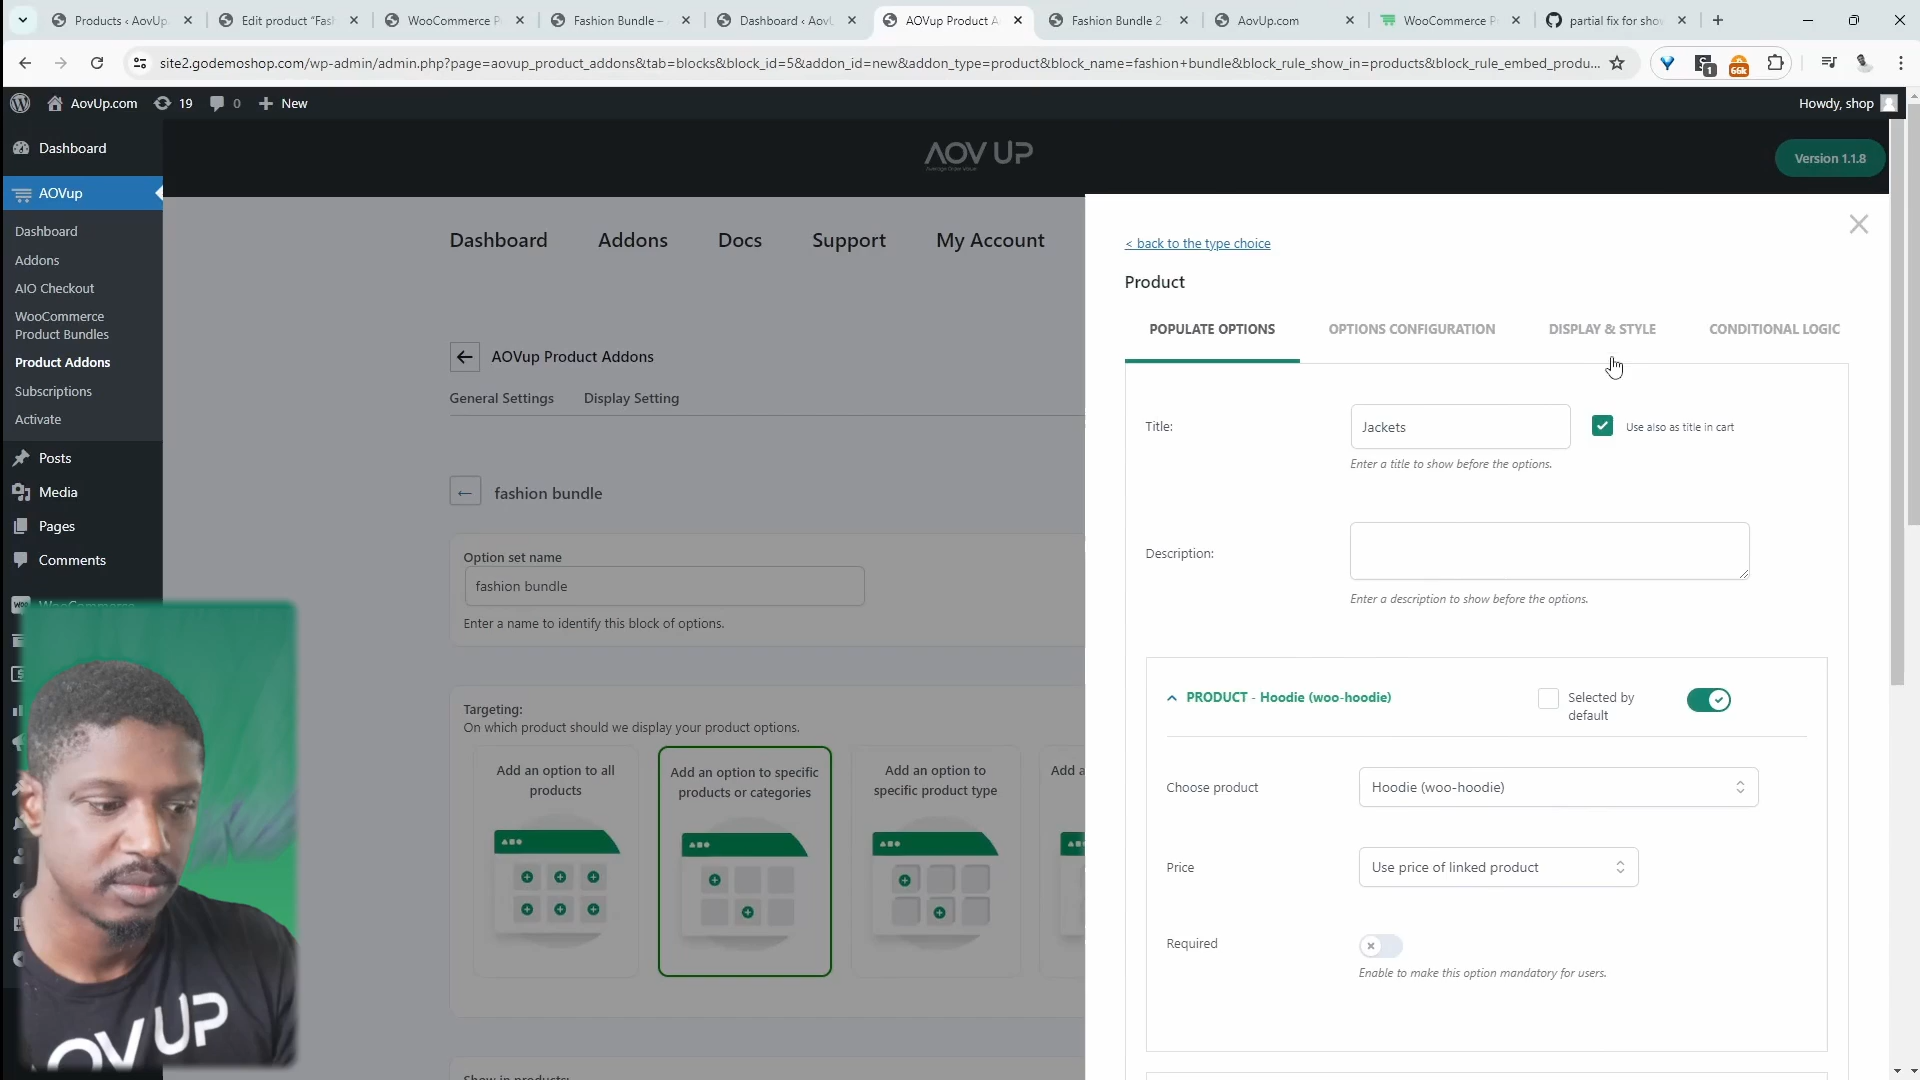 Products ‹ AovUp
Edit product “Fas
WooCommerce P
Fashion Bundle –
Dashboard ‹ AovU
AOVup Product A
Fashion Bundle 2
AovUp.com
WooCommerce P
partial fix for sho
site2.godemoshop.com/wp-admin/admin.php?page=aovup_product_addons&tab=blocks&block_id=5&addon_id=new&addon_type=product&block_name=fashion+bundle&block_rule_show_in=products&block_rule_embed_produ...
1
66k
AovUp.com
19
0
New
Howdy, shop
Dashboard
AOVup
Dashboard
Addons
AIO Checkout
WooCommerce
Product Bundles
Product Addons
Subscriptions
Activate
Posts
Media
Pages
Comments
WooCommerce
AOV UP
Version 1.1.8
Dashboard
Addons
Docs
Support
My Account
AOVup Product Addons
General Settings
Display Setting
fashion bundle
Option set name
fashion bundle
Enter a name to identify this block of options.
Targeting:
On which product should we display your product options.
Add an option to all
products
Add an option to specific
products or categories
Add an option to
specific product type
Add a
Show in products:
< back to the type choice
Product
POPULATE OPTIONS
OPTIONS CONFIGURATION
DISPLAY & STYLE
CONDITIONAL LOGIC
Title:
Jackets
Use also as title in cart
Enter a title to show before the options.
Description:
Enter a description to show before the options.
PRODUCT - Hoodie (woo-hoodie)
Selected by
default
Choose product
Hoodie (woo-hoodie)
Price
Use price of linked product
Required
Enable to make this option mandatory for users.
AOV UP